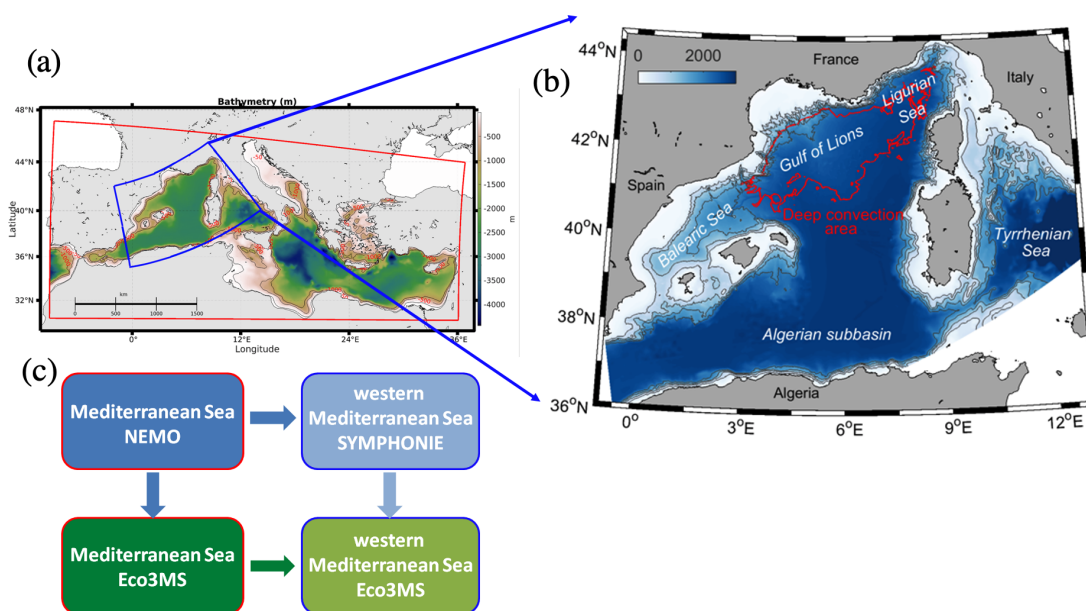 (a)
Bathymetry (m)
48°N
44°N
40°N
36°N
32°N
Latitude
0°
12°E
24°E
36°E
Longitude
km
0
500
1000
1500
-50
-500
-1000
-1500
-2000
-2500
-3000
-3500
-4000
m
(b)
0
2000
44°N
42°N
40°N
38°N
36°N
0°
3°E
6°E
9°E
12°E
France
Italy
Spain
Algeria
Ligurian
Sea
Gulf of Lions
Deep convection
area
Balearic Sea
Tyrrhenian
Sea
Algerian subbasin
(c)
Mediterranean Sea
NEMO
western
Mediterranean Sea
SYMPHONIE
Mediterranean Sea
Eco3MS
western
Mediterranean Sea
Eco3MS